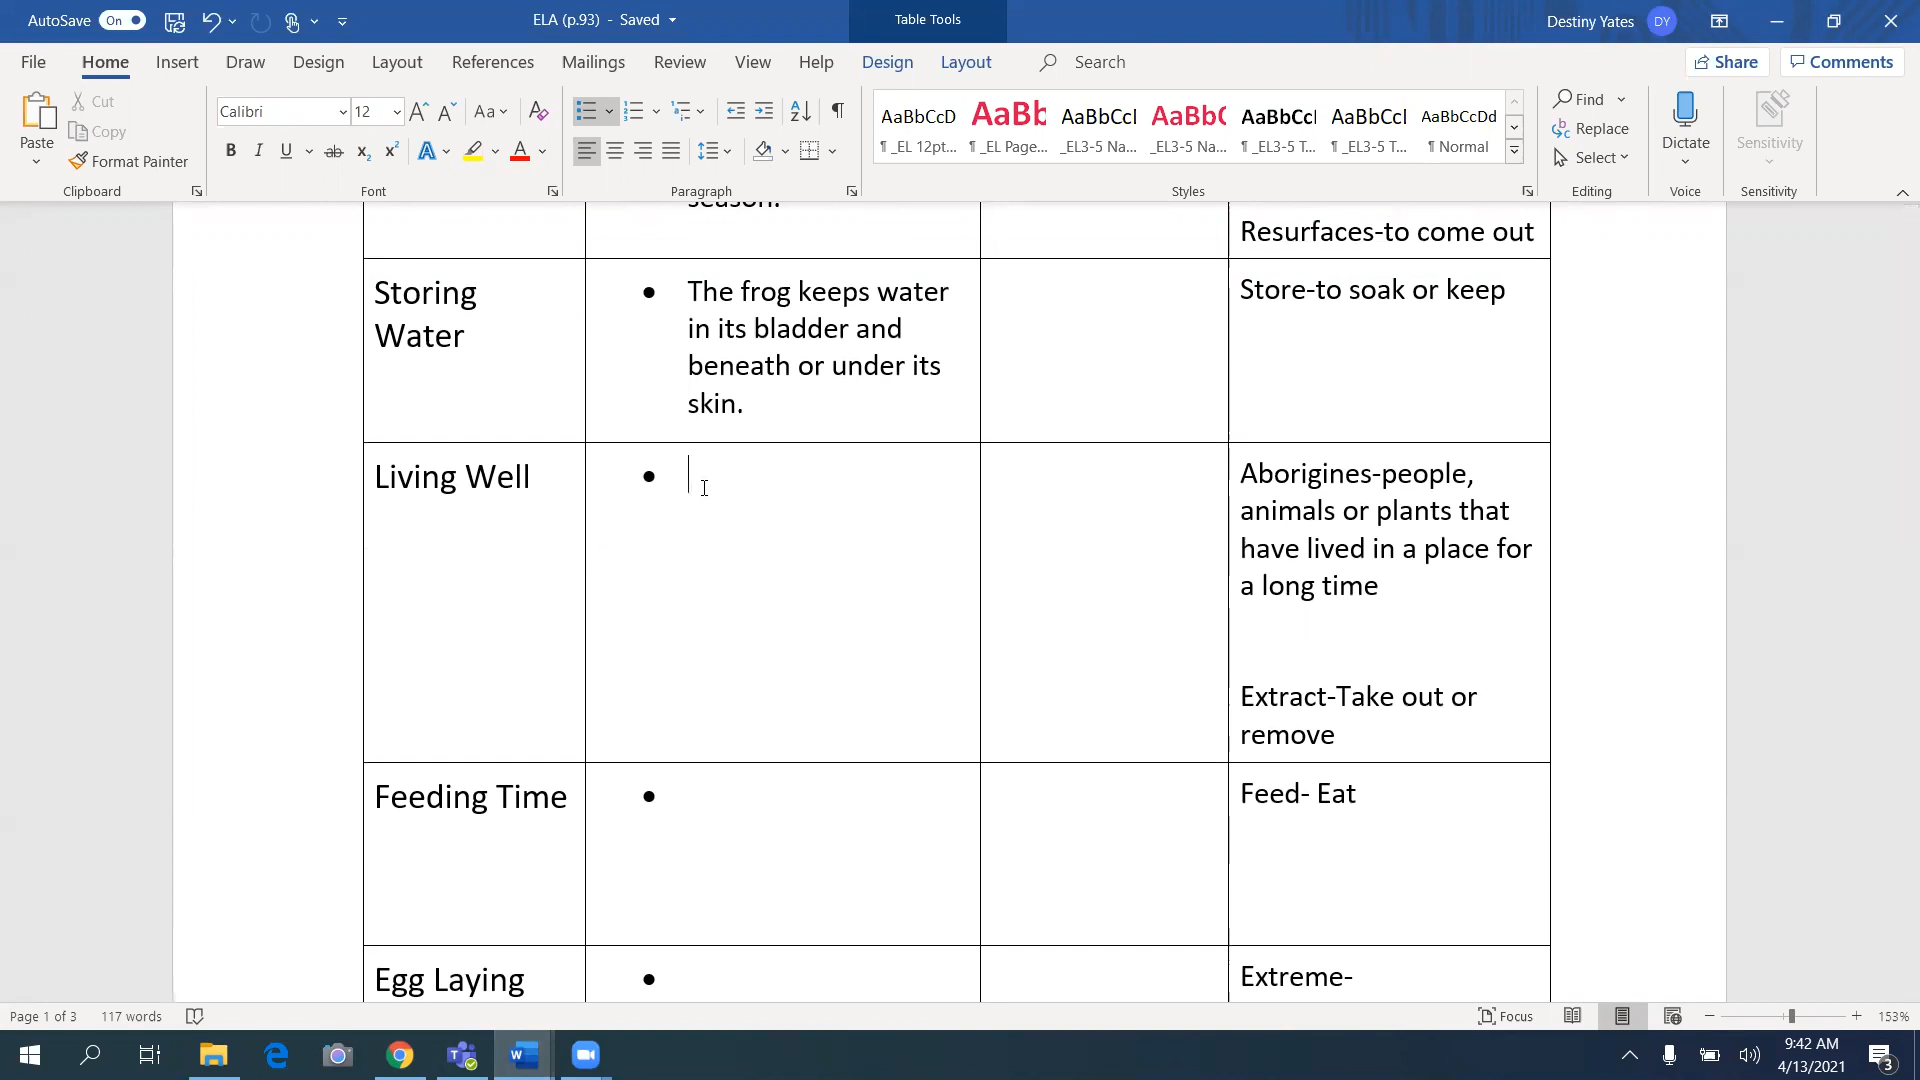 AutoSave On ELA (p.93) - Saved Table Tools Destiny Yates DY
File Home Insert Draw Design Layout References Mailings Review View Help Design Layout Search Share Comments
Paste Cut Copy Format Painter
Calibri 12 Aa
AaBbCcD AaBb AaBbCcI AaBbC AaBbCcI AaBbCcI AaBbCcDd
¶ _EL 12pt... ¶ _EL Page... _EL3-5 Na... _EL3-5 Na... ¶ _EL3-5 T... ¶ _EL3-5 T... ¶ Normal
Find Replace Select
Dictate Sensitivity
Clipboard Font Paragraph Styles Editing Voice Sensitivity
season.
Resurfaces-to come out
Storing
Water
• The frog keeps water
in its bladder and
beneath or under its
skin.
Store-to soak or keep
Living Well
•
Aborigines-people,
animals or plants that
have lived in a place for
a long time
Extract-Take out or
remove
Feeding Time
•
Feed- Eat
Egg Laying
•
Extreme-
Page 1 of 3 117 words Focus 153%
9:42 AM
4/13/2021
3